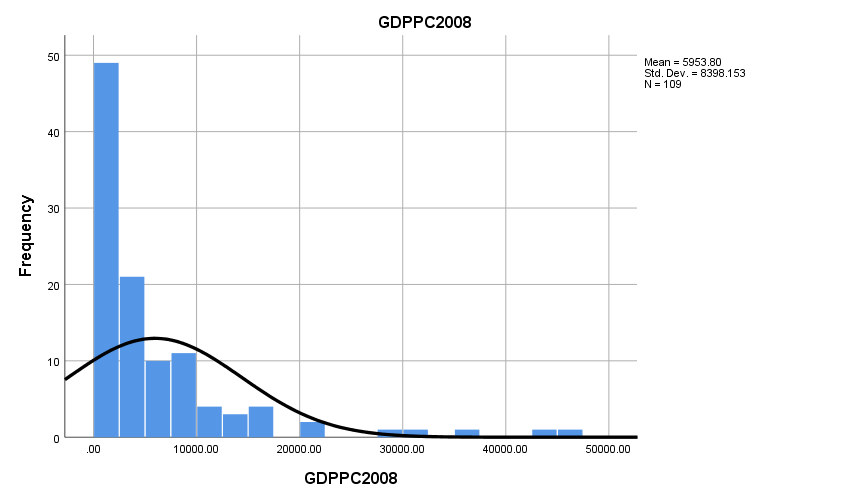 GDPPC2008
Mean = 5953.80
Std. Dev. = 8398.153
N = 109
50
40
30
20
10
0
Frequency
.00 10000.00 20000.00 30000.00 40000.00 50000.00
GDPPC2008